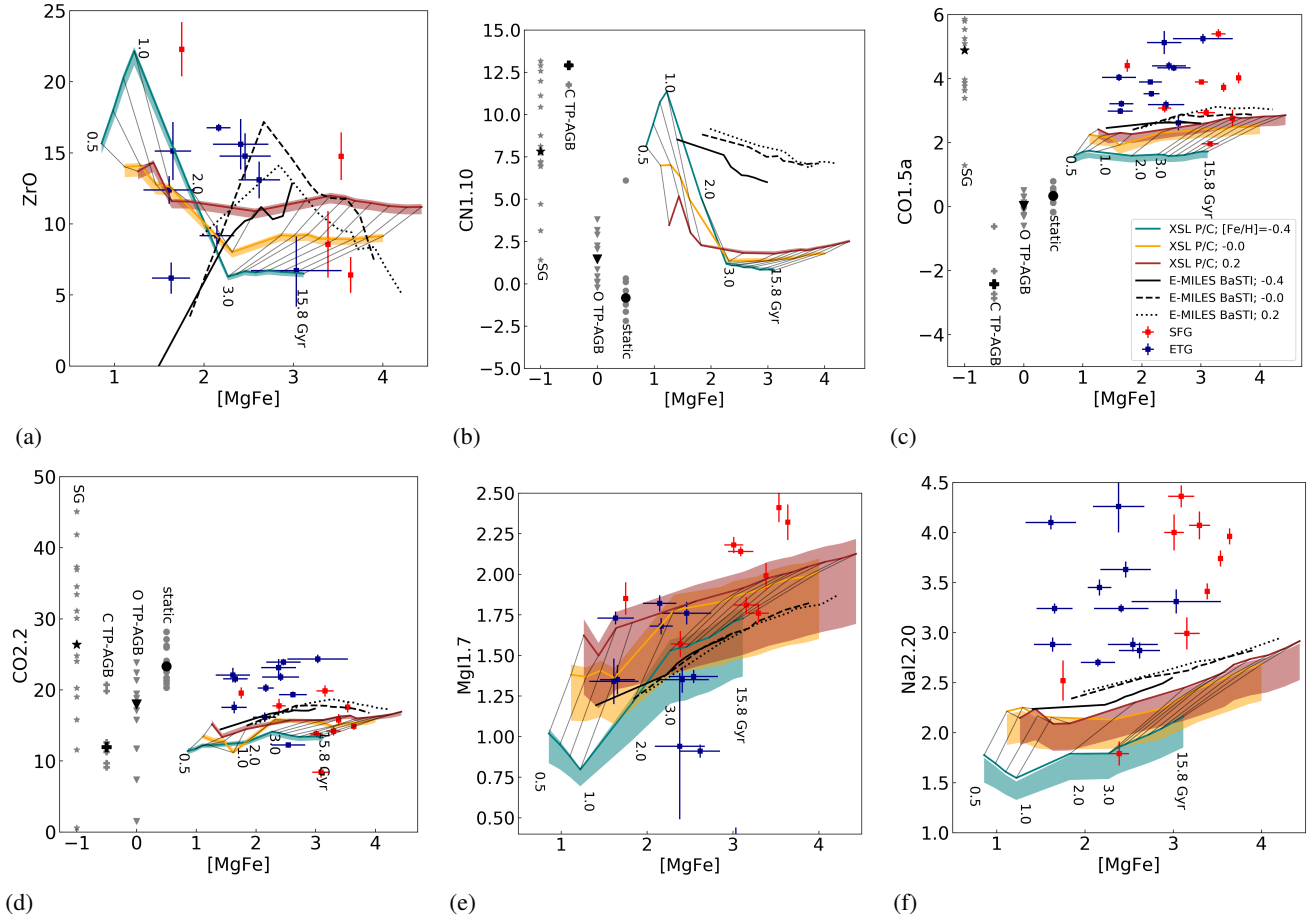 25
20
15
10
5
0
ZrO
1
2
3
4
[MgFe]
0.5
1.0
2.0
3.0
15.8 Gyr
(a)
15.0
12.5
10.0
7.5
5.0
2.5
0.0
−2.5
−5.0
CN1.10
−1
0
1
2
3
4
[MgFe]
SG
C TP-AGB
O TP-AGB
static
0.5
1.0
2.0
3.0
15.8 Gyr
(b)
6
4
2
0
−2
−4
CO1.5a
−1
0
1
2
3
4
[MgFe]
SG
C TP-AGB
O TP-AGB
static
0.5
1.0
2.0
3.0
15.8 Gyr
XSL P/C; [Fe/H]=-0.4
XSL P/C; -0.0
XSL P/C; 0.2
E-MILES BaSTI; -0.4
E-MILES BaSTI; -0.0
E-MILES BaSTI; 0.2
SFG
ETG
(c)
50
40
30
20
10
0
CO2.2
−1
0
1
2
3
4
[MgFe]
SG
C TP-AGB
O TP-AGB
static
0.5
1.0
2.0
3.0
15.8 Gyr
(d)
2.50
2.25
2.00
1.75
1.50
1.25
1.00
0.75
0.50
MgI1.7
1
2
3
4
[MgFe]
0.5
1.0
2.0
3.0
15.8 Gyr
(e)
4.5
4.0
3.5
3.0
2.5
2.0
1.5
1.0
NaI2.20
1
2
3
4
[MgFe]
0.5
1.0
2.0
3.0
15.8 Gyr
(f)